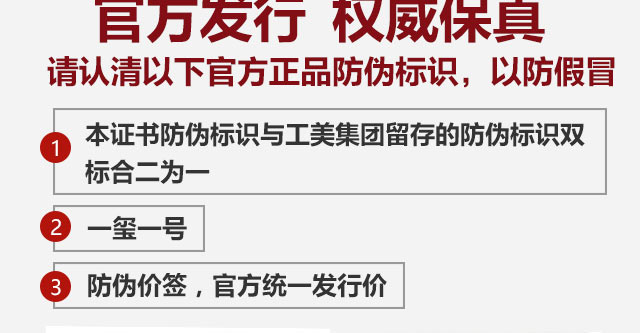 官方发行 权威保真
请认清以下官方正品防伪标识，以防假冒
1 本证书防伪标识与工美集团留存的防伪标识双
标合二为一
2 一玺一号
3 防伪价签，官方统一发行价